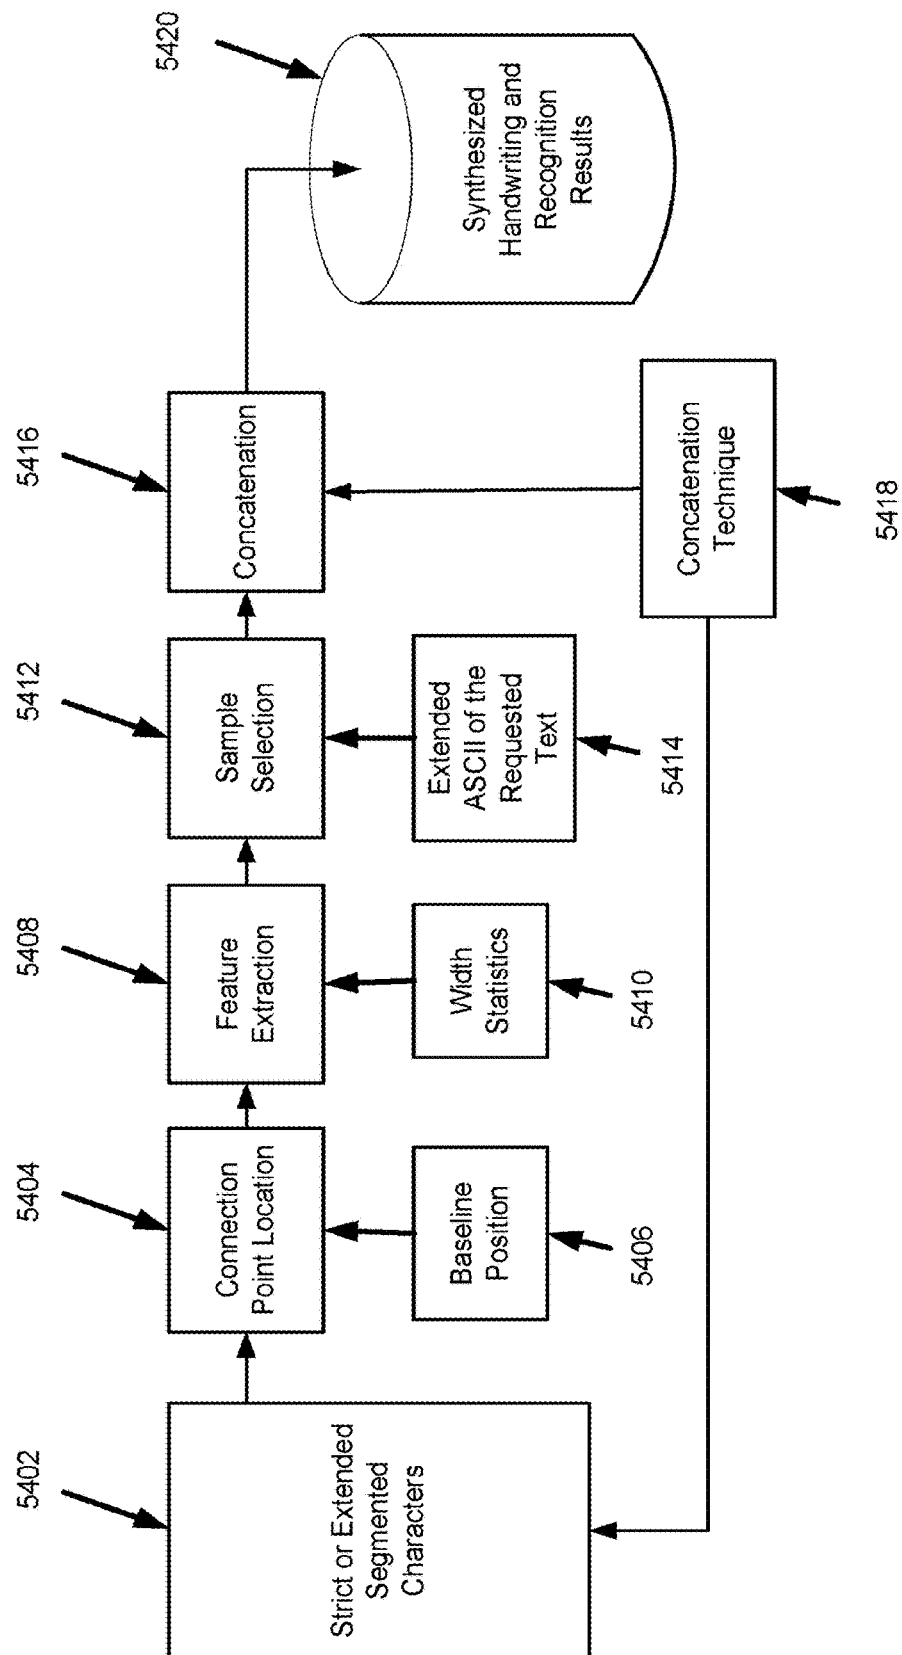 5402
5404
5408
5412
5416
5420
Strict or Extended
Segmented
Characters
Connection
Point Location
Feature
Extraction
Sample
Selection
Concatenation
Synthesized
Handwriting and
Recognition
Results
Baseline
Position
Width
Statistics
Extended
ASCII of the
Requested
Text
Concatenation
Technique
5406
5410
5414
5418